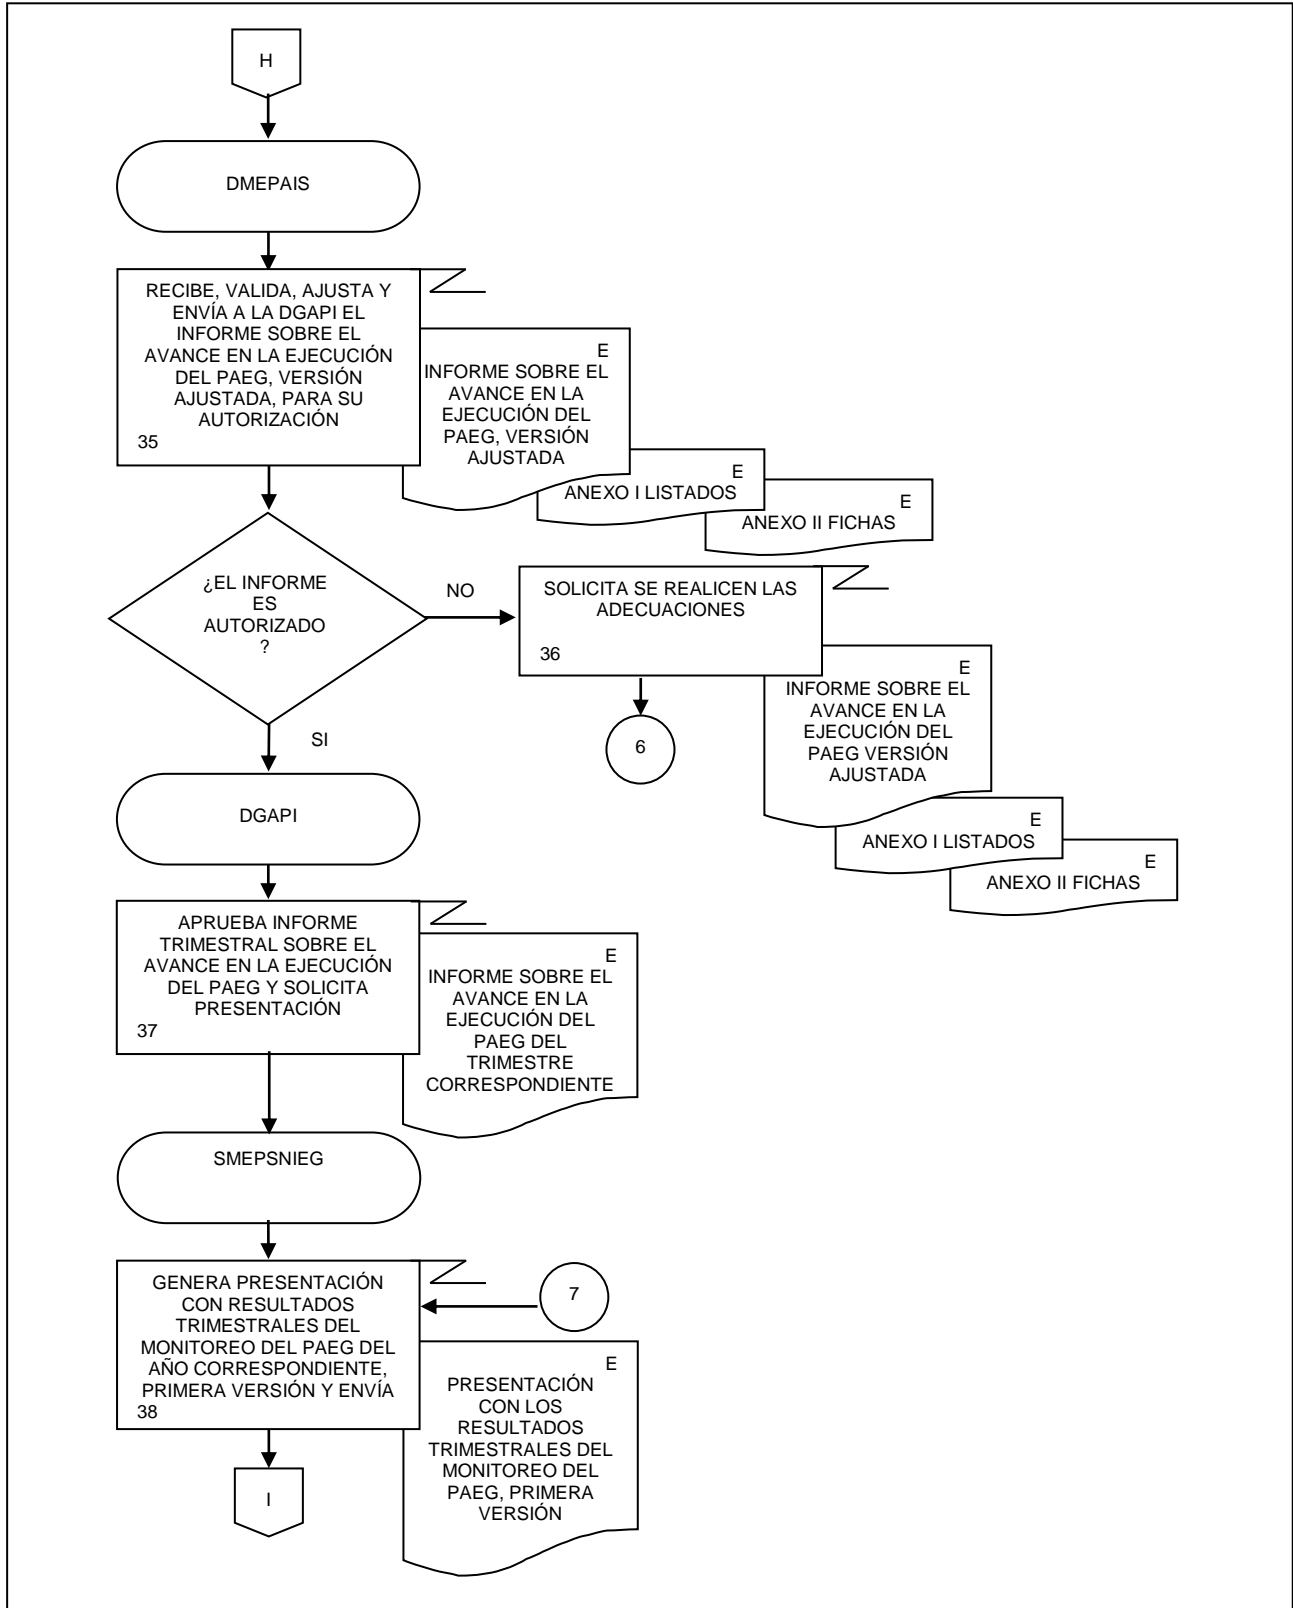 H
DMEPAIS
RECIBE, VALIDA, AJUSTA Y
ENVÍA A LA DGAPI EL
INFORME SOBRE EL
AVANCE EN LA EJECUCIÓN
DEL PAEG, VERSIÓN
AJUSTADA, PARA SU
AUTORIZACIÓN
35
E
INFORME SOBRE EL
AVANCE EN LA
EJECUCIÓN DEL
PAEG, VERSIÓN
AJUSTADA
E
ANEXO I LISTADOS
E
ANEXO II FICHAS
¿EL INFORME
ES
AUTORIZADO
?
NO
SOLICITA SE REALICEN LAS
ADECUACIONES
36
E
INFORME SOBRE EL
AVANCE EN LA
EJECUCIÓN DEL
PAEG VERSIÓN
AJUSTADA
E
ANEXO I LISTADOS
E
ANEXO II FICHAS
6
SI
DGAPI
APRUEBA INFORME
TRIMESTRAL SOBRE EL
AVANCE EN LA EJECUCIÓN
DEL PAEG Y SOLICITA
PRESENTACIÓN
37
E
INFORME SOBRE EL
AVANCE EN LA
EJECUCIÓN DEL
PAEG DEL
TRIMESTRE
CORRESPONDIENTE
SMEPSNIEG
GENERA PRESENTACIÓN
CON RESULTADOS
TRIMESTRALES DEL
MONITOREO DEL PAEG DEL
AÑO CORRESPONDIENTE,
PRIMERA VERSIÓN Y ENVÍA
38
7
E
PRESENTACIÓN
CON LOS
RESULTADOS
TRIMESTRALES DEL
MONITOREO DEL
PAEG, PRIMERA
VERSIÓN
I